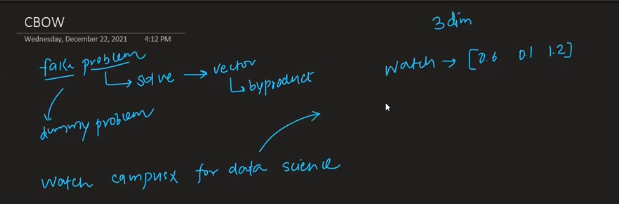 CBOW
Wednesday, December 22, 2021 4:12 PM
3 dim
fake problem
solve → vector
byproduct
watch → [0.6 0.1 1.2]
dummy problem
watch campusx for data science